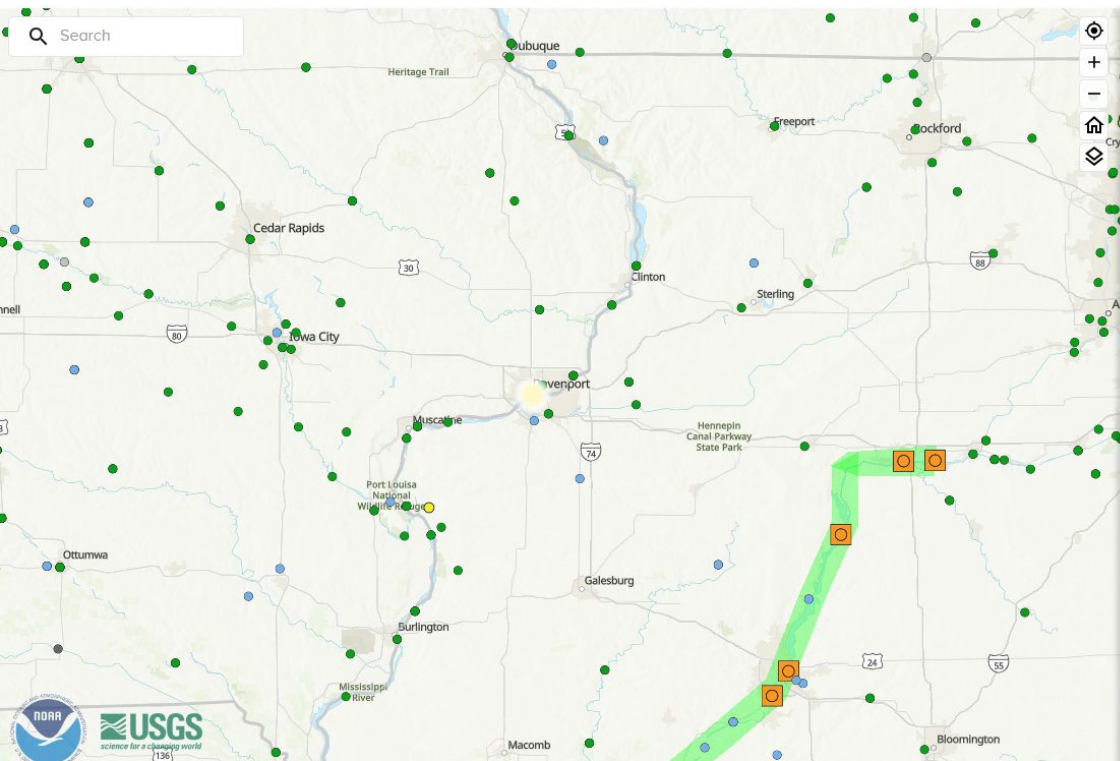 Search
Dubuque
Heritage Trail
Freeport
Rockford
Cy
Cedar Rapids
30
88
Clinton
Sterling
nnell
80
Iowa City
A
Davenport
Muscatine
Hennepin
Canal Parkway
State Park
74
Port Louisa
National
Wildlife Refuge
Ottumwa
Galesburg
Burlington
24
55
Mississippi
River
NOAA
USGS
science for a changing world
136
Macomb
Bloomington